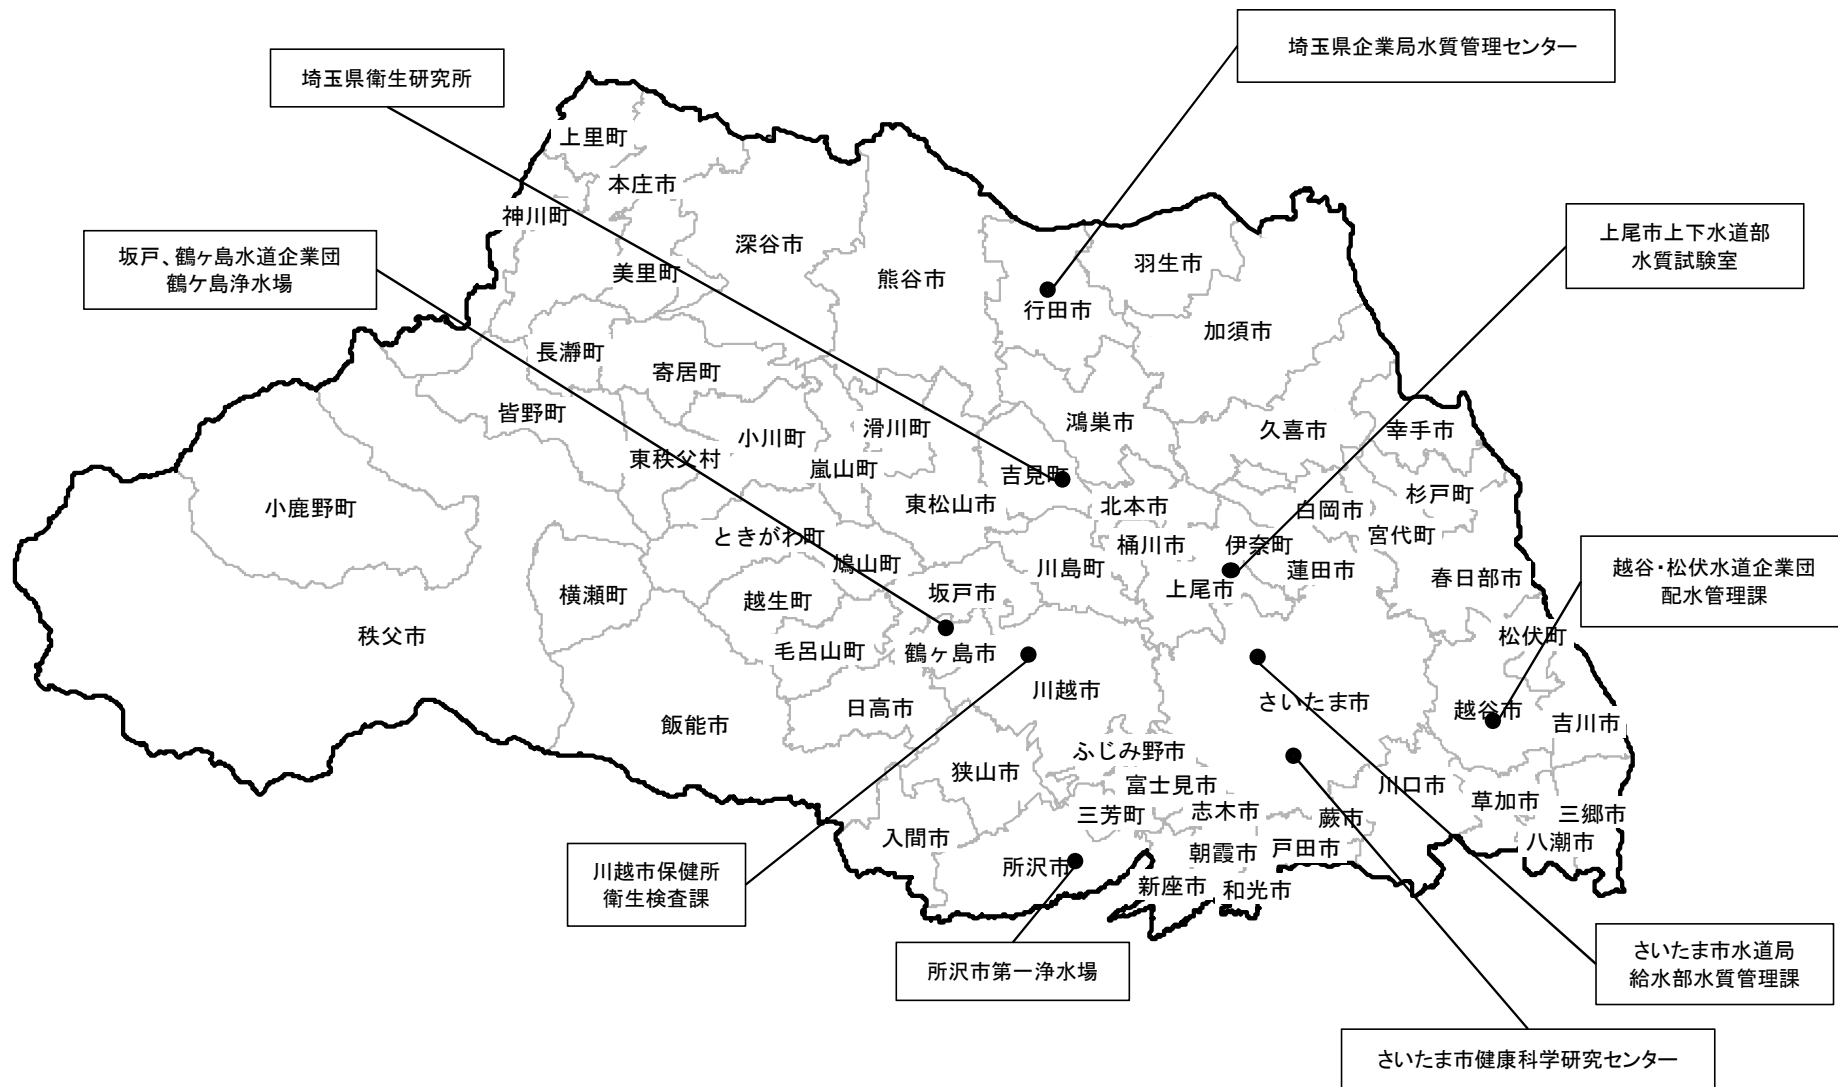 埼玉県企業局水質管理センター
埼玉県衛生研究所
上里町
本庄市
神川町
深谷市
美里町
熊谷市
羽生市
行田市
加須市
上尾市上下水道部
水質試験室
坂戸、鶴ヶ島水道企業団
鶴ケ島浄水場
長瀞町
寄居町
皆野町
小川町
滑川町
鴻巣市
久喜市
幸手市
東秩父村
嵐山町
吉見町
小鹿野町
東松山市
北本市
白岡市
杉戸町
ときがわ町
桶川市
伊奈町
宮代町
鳩山町
川島町
蓮田市
春日部市
横瀬町
越生町
坂戸市
上尾市
越谷・松伏水道企業団
配水管理課
秩父市
毛呂山町
鶴ヶ島市
松伏町
川越市
さいたま市
越谷市
吉川市
飯能市
日高市
ふじみ野市
狭山市
富士見市
川口市
草加市
三芳町
志木市
蕨市
三郷市
入間市
朝霞市
戸田市
八潮市
所沢市
新座市
和光市
川越市保健所
衛生検査課
所沢市第一浄水場
さいたま市水道局
給水部水質管理課
さいたま市健康科学研究センター